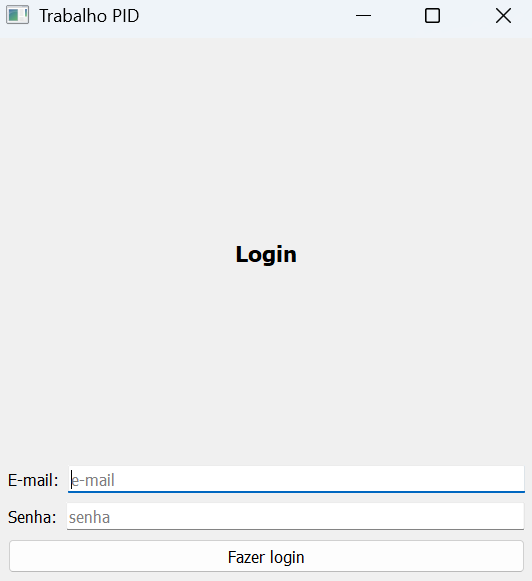 Trabalho PID
Login
E-mail: e-mail
Senha: senha
Fazer login